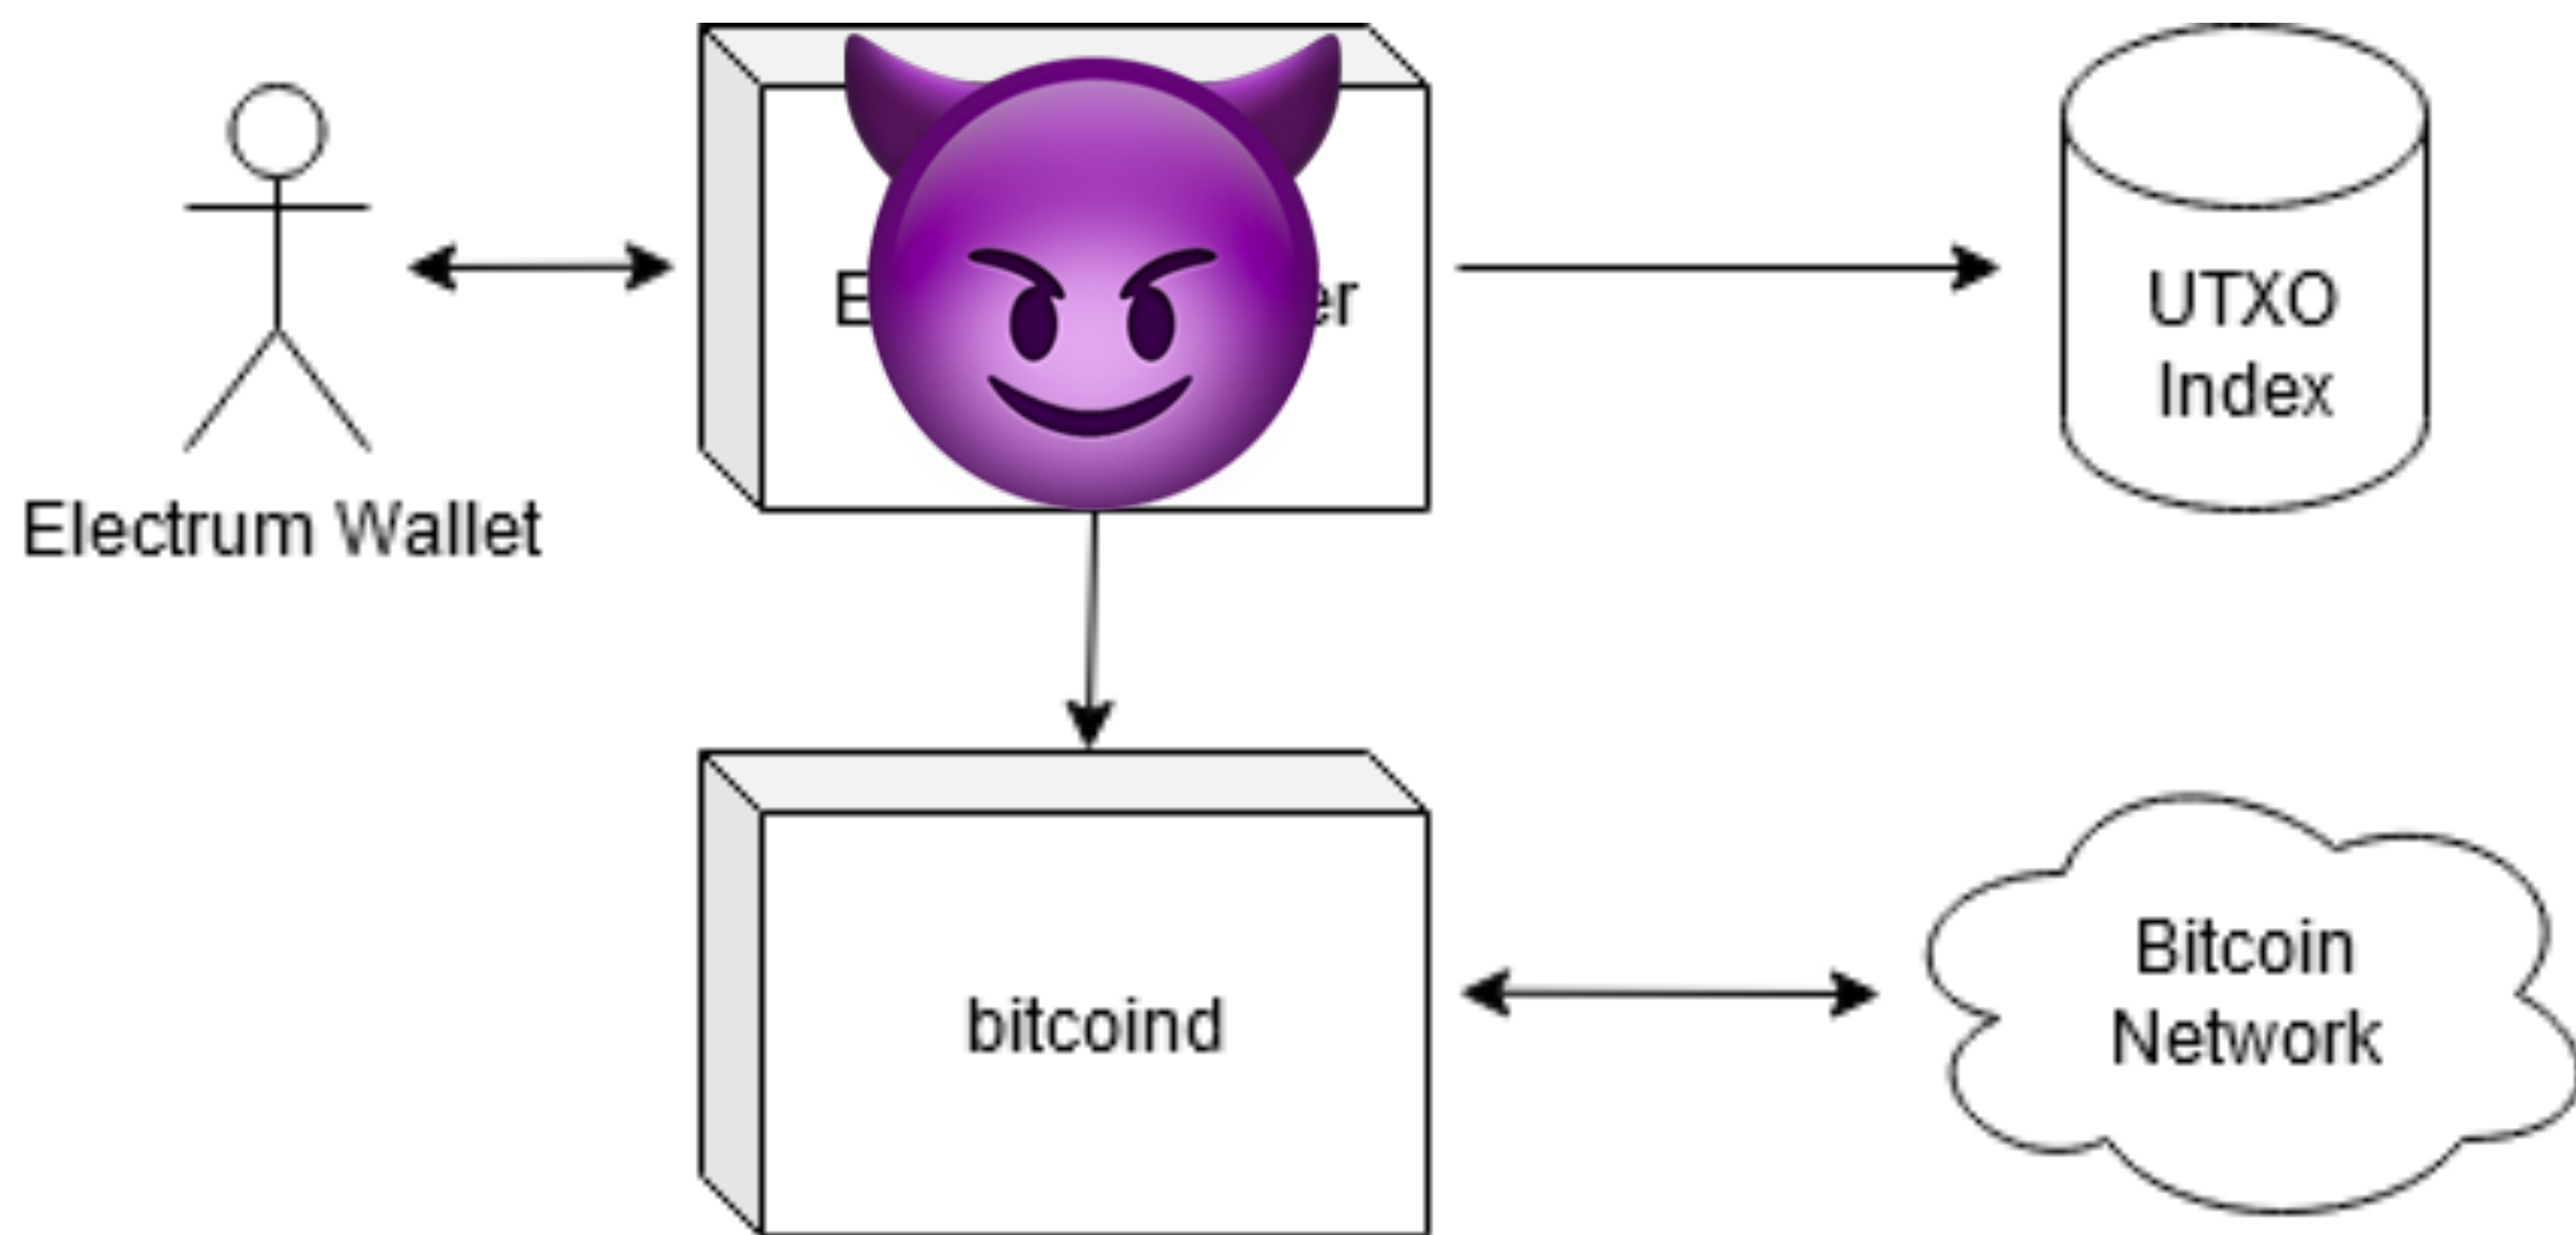 Electrum Wallet
UTXO
Index
bitcoind
Bitcoin
Network